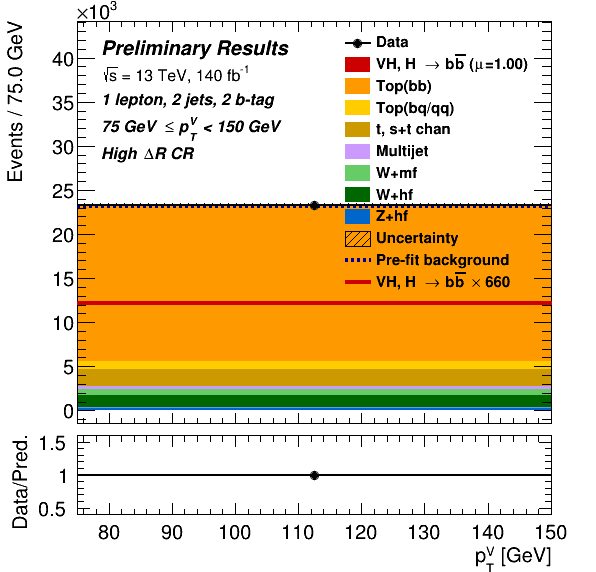 ×10³
Events / 75.0 GeV
40
35
30
25
20
15
10
5
0
Preliminary Results
√s = 13 TeV, 140 fb⁻¹
1 lepton, 2 jets, 2 b-tag
75 GeV ≤ p_T^V < 150 GeV
High ΔR CR
Data
VH, H → bb̅ (μ=1.00)
Top(bb)
Top(bq/qq)
t, s+t chan
Multijet
W+mf
W+hf
Z+hf
Uncertainty
Pre-fit background
VH, H → bb̅ × 660
Data/Pred.
1.5
1
0.5
80 90 100 110 120 130 140 150
p_T^V [GeV]